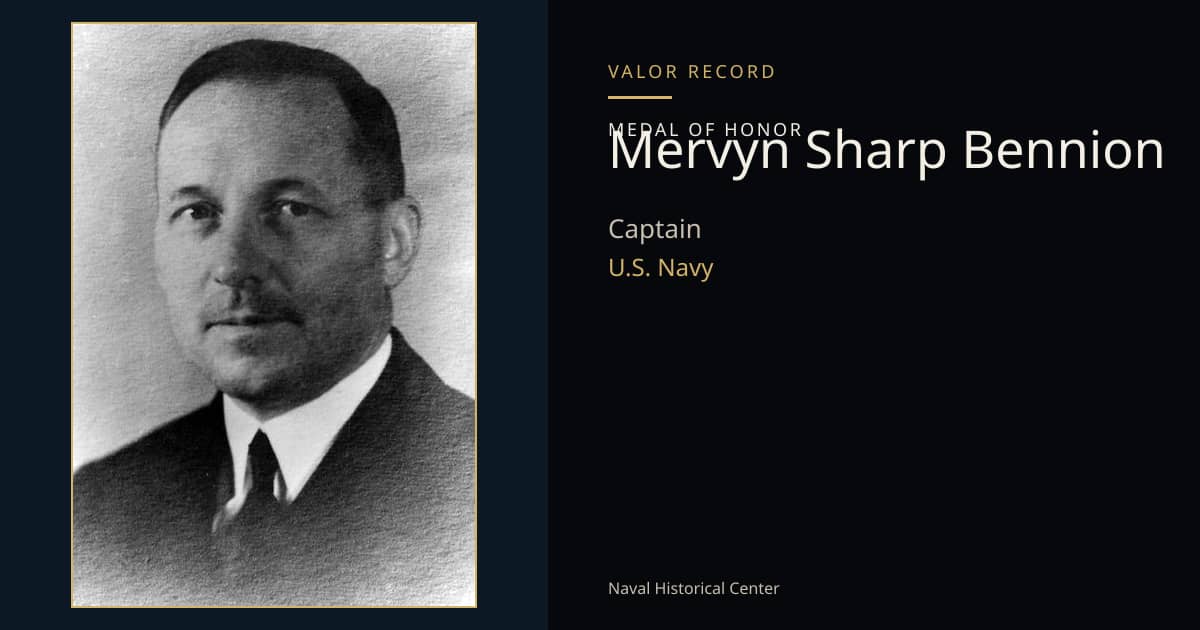 VALOR RECORD
MEDAL OF HONOR
Mervyn Sharp Bennion
Captain
U.S. Navy
Naval Historical Center